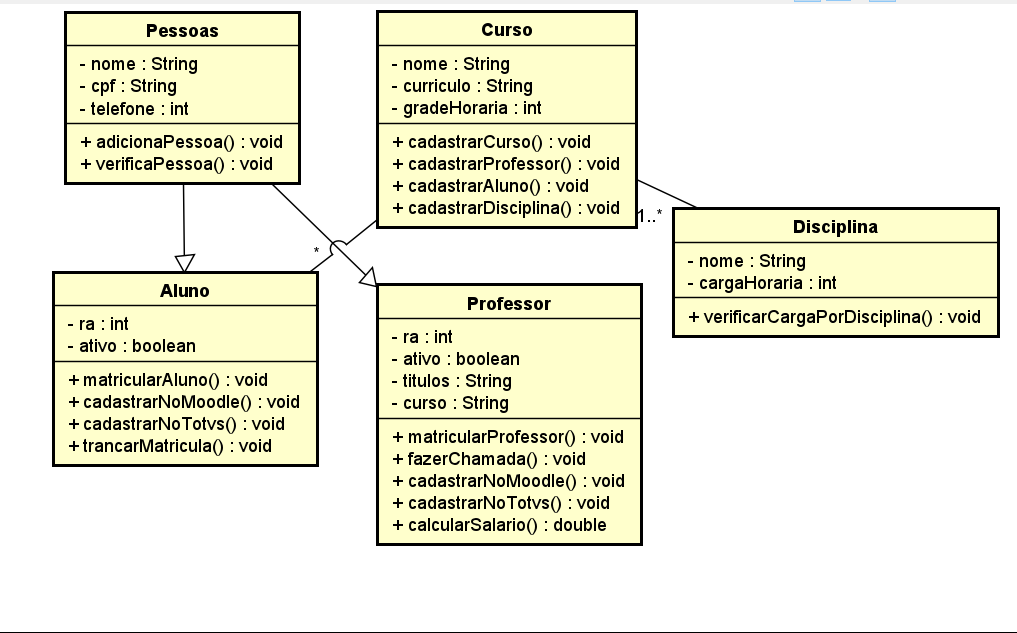 Pessoas
- nome : String
- cpf : String
- telefone : int
+ adicionaPessoa() : void
+ verificaPessoa() : void
Curso
- nome : String
- curriculo : String
- gradeHoraria : int
+ cadastrarCurso() : void
+ cadastrarProfessor() : void
+ cadastrarAluno() : void
+ cadastrarDisciplina() : void
1..*
*
Disciplina
- nome : String
- cargaHoraria : int
+ verificarCargaPorDisciplina() : void
Aluno
- ra : int
- ativo : boolean
+ matricularAluno() : void
+ cadastrarNoMoodle() : void
+ cadastrarNoTotvs() : void
+ trancarMatricula() : void
Professor
- ra : int
- ativo : boolean
- titulos : String
- curso : String
+ matricularProfessor() : void
+ fazerChamada() : void
+ cadastrarNoMoodle() : void
+ cadastrarNoTotvs() : void
+ calcularSalario() : double